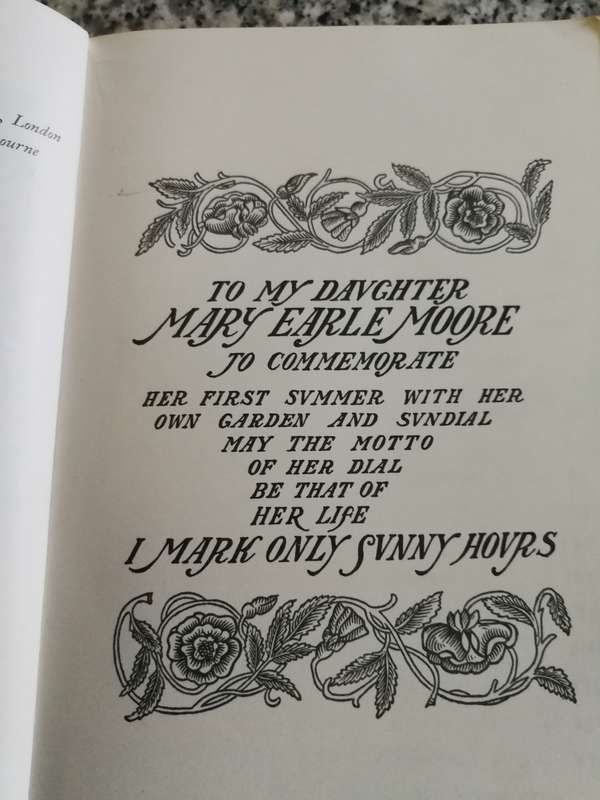 London
ourne
TO MY DAVGHTER
MARY EARLE MOORE
TO COMMEMORATE
HER FIRST SVMMER WITH HER
OWN GARDEN AND SVNDIAL
MAY THE MOTTO
OF HER DIAL
BE THAT OF
HER LIFE
I MARK ONLY SVNNY HOVRS